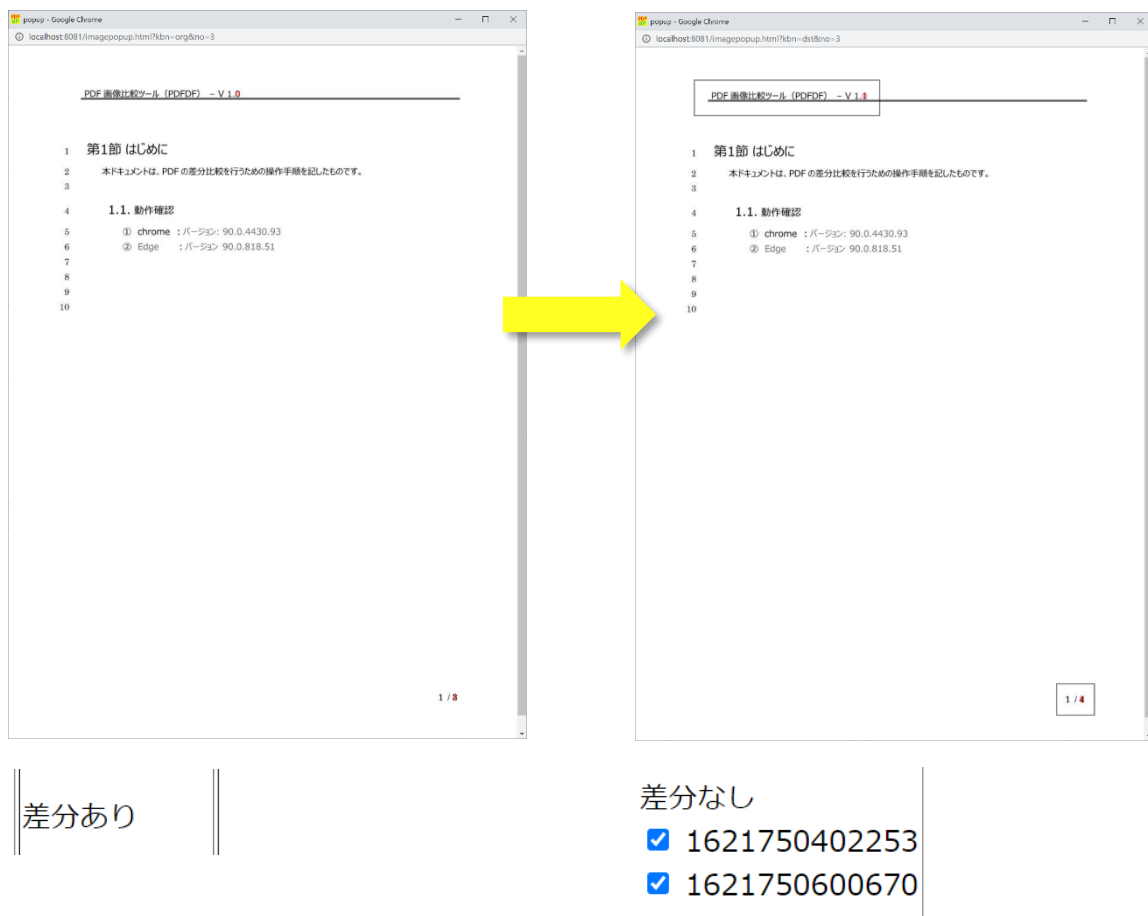 popup - Google Chrome
localhost:8081/imagepopup.html?kbn=org&no=3
PDF 画像比較ツール（PDFDF） – V 1.0
1 第1節 はじめに
2 本ドキュメントは、PDF の差分比較を行うための操作手順を記したものです。
3
4 1.1. 動作確認
5 ① chrome ：バージョン: 90.0.4430.93
6 ② Edge ：バージョン 90.0.818.51
7
8
9
10
1 / 3
差分あり
popup - Google Chrome
localhost:8081/imagepopup.html?kbn=dst&no=3
PDF 画像比較ツール（PDFDF） – V 1.
1 第1節 はじめに
2 本ドキュメントは、PDF の差分比較を行うための操作手順を記したものです。
3
4 1.1. 動作確認
5 ① chrome ：バージョン: 90.0.4430.93
6 ② Edge ：バージョン 90.0.818.51
7
8
9
10
1 / 4
差分なし
1621750402253
1621750600670